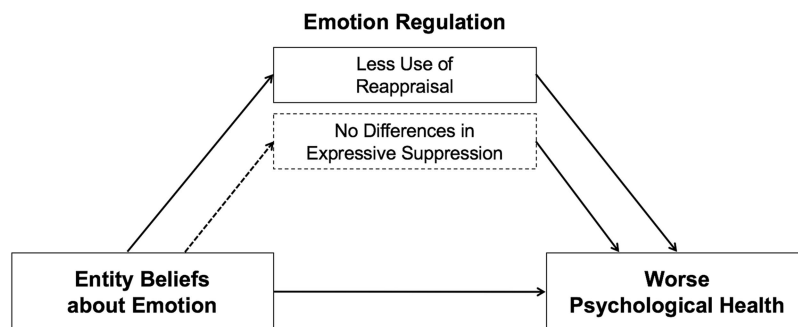 Emotion Regulation
Less Use of
Reappraisal
No Differences in
Expressive Suppression
Entity Beliefs
about Emotion
Worse
Psychological Health